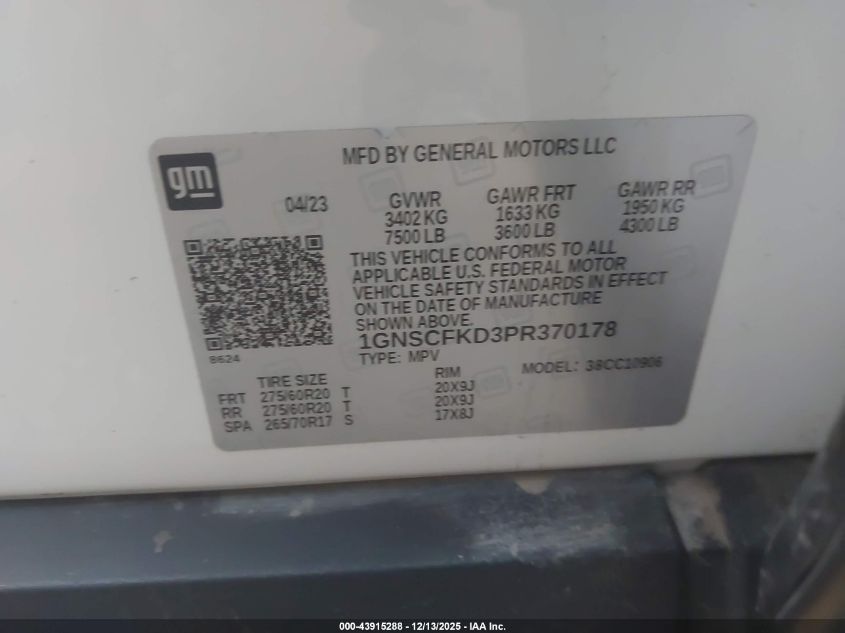 gm
MFD BY GENERAL MOTORS LLC
04/23
GVWR GAWR FRT GAWR RR
3402 KG 1633 KG 1950 KG
7500 LB 3600 LB 4300 LB
THIS VEHICLE CONFORMS TO ALL
APPLICABLE U.S. FEDERAL MOTOR
VEHICLE SAFETY STANDARDS IN EFFECT
ON THE DATE OF MANUFACTURE
SHOWN ABOVE.
1GNSCFKD3PR370178
8624
TYPE: MPV MODEL: 38CC10906
TIRE SIZE RIM
FRT 275/60R20 T 20X9J
RR 275/60R20 T 20X9J
SPA 265/70R17 S 17X8J
000-43915288 - 12/13/2025 - IAA Inc.